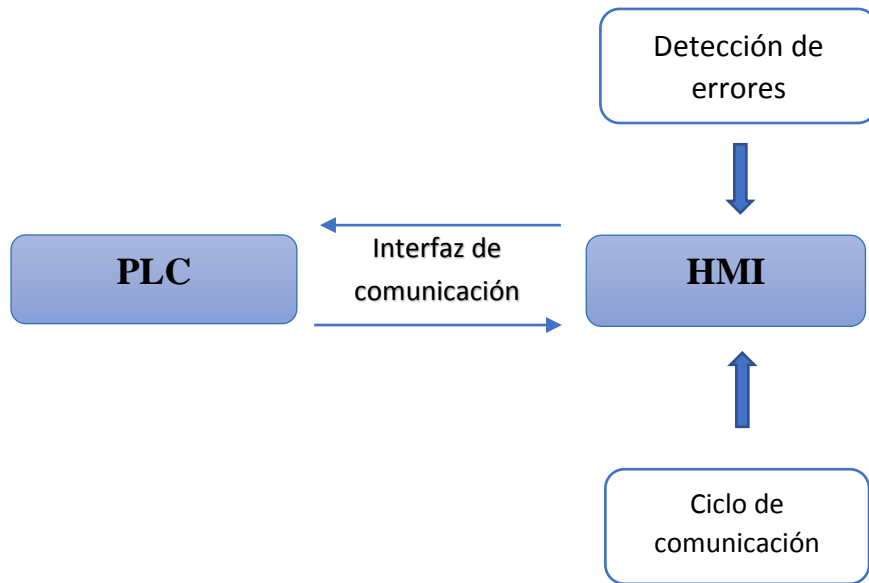 Detección de
errores
PLC
Interfaz de
comunicación
HMI
Ciclo de
comunicación